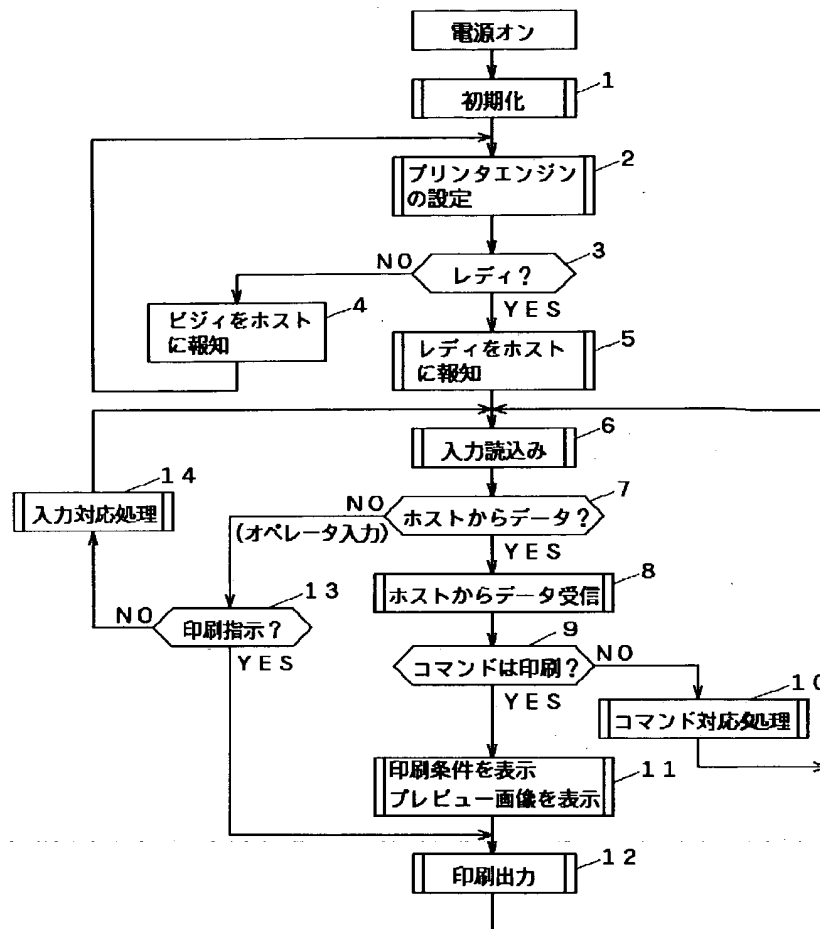 電源オン
初期化
1
プリンタエンジン
の設定
2
レディ?
3
NO
YES
ビジィをホスト
に報知
4
レディをホスト
に報知
5
入力読込み
6
ホストからデータ?
7
NO
(オペレータ入力)
YES
入力対応処理
14
ホストからデータ受信
8
印刷指示?
13
NO
YES
コマンドは印刷?
9
NO
YES
コマンド対応処理
10
印刷条件を表示
プレビュー画像を表示
11
印刷出力
12